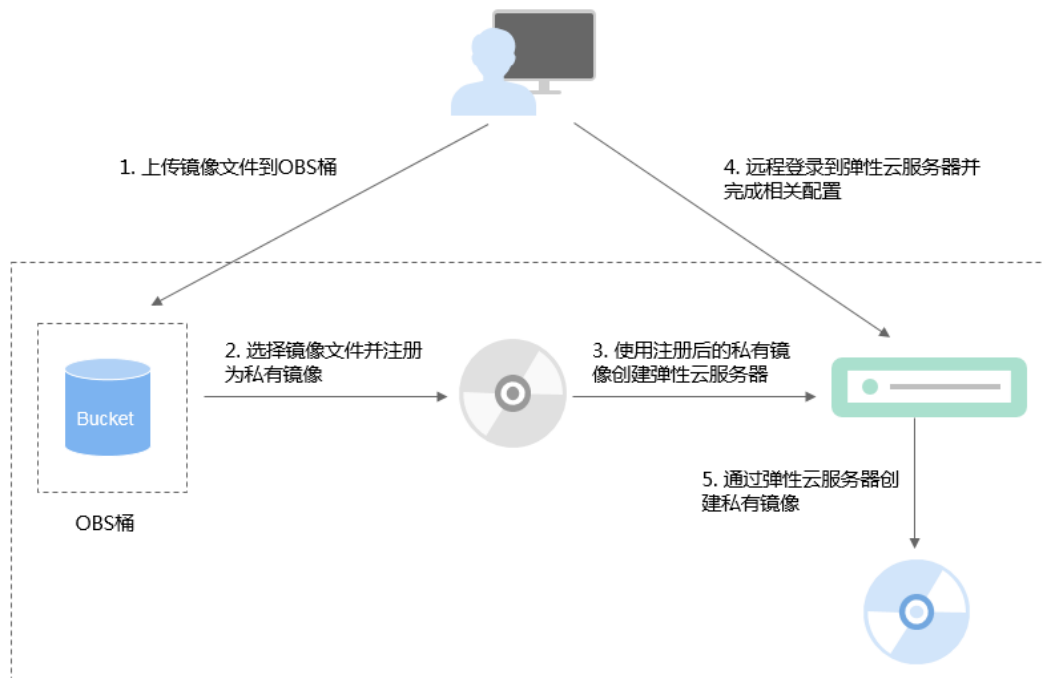 1. 上传镜像文件到OBS桶
4. 远程登录到弹性云服务器并
完成相关配置
2. 选择镜像文件并注册
为私有镜像
3. 使用注册后的私有镜
像创建弹性云服务器
Bucket
OBS桶
5. 通过弹性云服务器创
建私有镜像